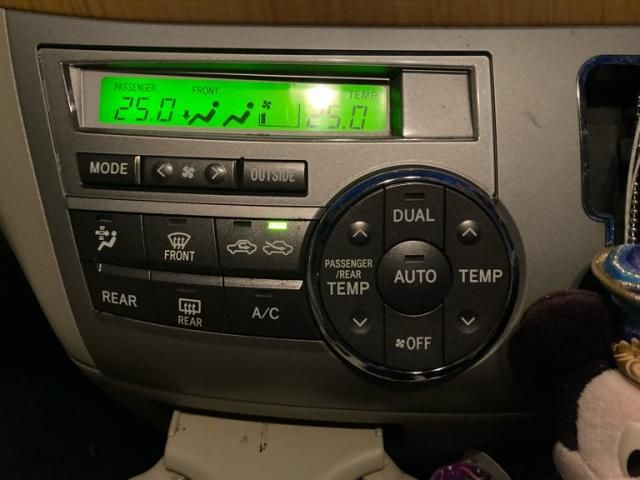 PASSENGER FRONT TEMP
25.0 25.0
MODE OUTSIDE
DUAL
FRONT
PASSENGER
/REAR
TEMP
AUTO
TEMP
REAR
REAR
A/C
OFF